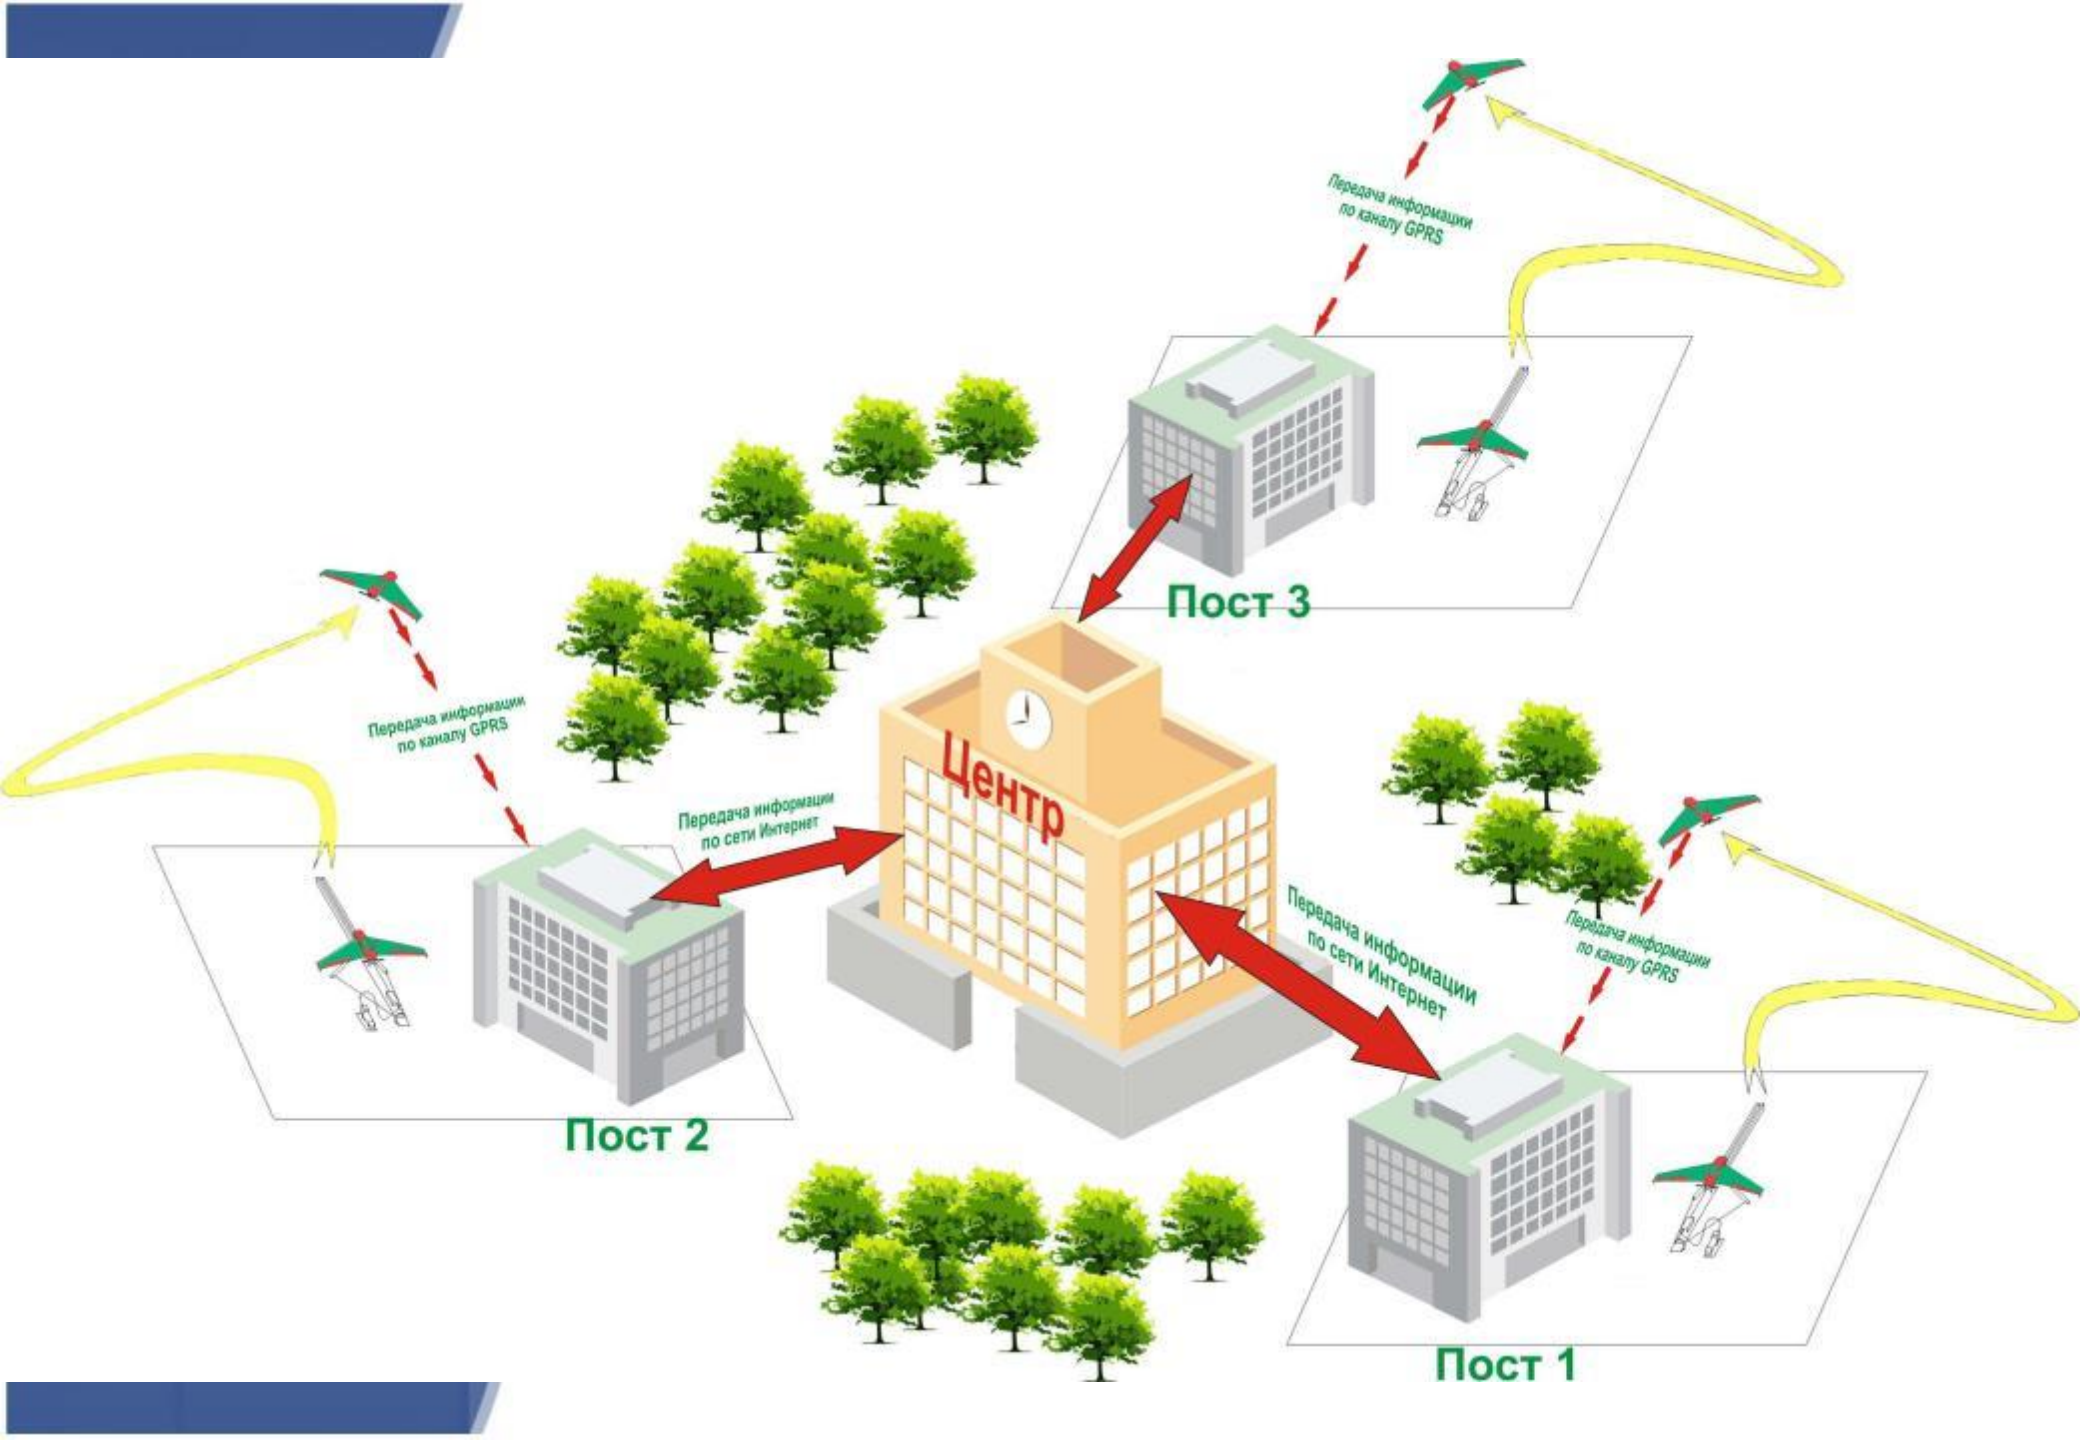 Передача информации
по каналу GPRS
Пост 3
Передача информации
по каналу GPRS
Центр
Передача информации
по сети Интернет
Передача информации
по сети Интернет
Передача информации
по каналу GPRS
Пост 2
Пост 1